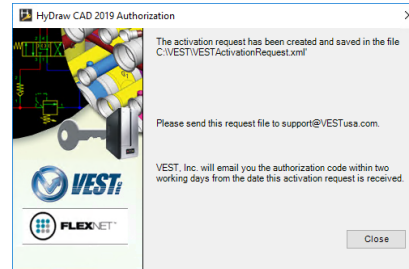 HyDraw CAD 2019 Authorization
The activation request has been created and saved in the file
C:\VEST\VESTActivationRequest.xml'
Please send this request file to support@VESTusa.com.
VEST, Inc. will email you the authorization code within two
working days from the date this activation request is received.
VEST
FLEXNET
Close